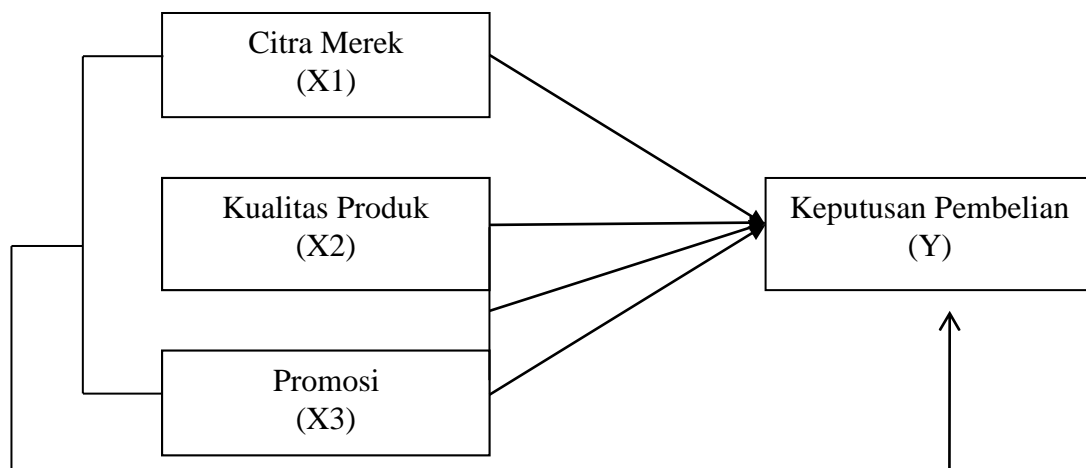 Citra Merek
(X1)
Kualitas Produk
(X2)
Keputusan Pembelian
(Y)
Promosi
(X3)